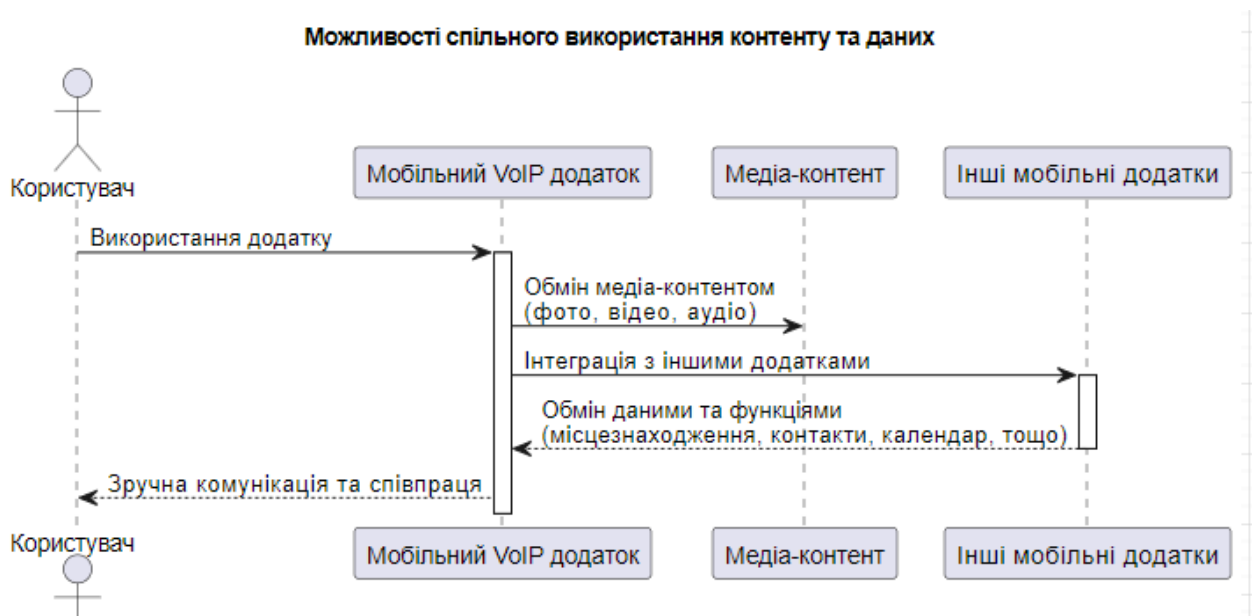 Можливості спільного використання контенту та даних
Користувач
Мобільний VoIP додаток
Медіа-контент
Інші мобільні додатки
Використання додатку
Обмін медіа-контентом
(фото, відео, аудіо)
Інтеграція з іншими додатками
Обмін даними та функціями
(місцезнаходження, контакти, календар, тощо)
Зручна комунікація та співпраця
Користувач
Мобільний VoIP додаток
Медіа-контент
Інші мобільні додатки